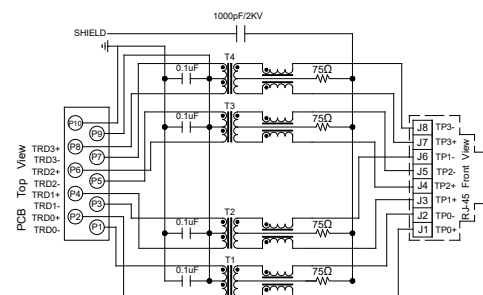 1000pF/2KV
SHIELD
T4
0.1uF
75Ω
T3
0.1uF
75Ω
P10
P9
P8
P7
P6
P5
P4
P3
P2
P1
TRD3+
TRD3-
TRD2+
TRD2-
TRD1+
TRD1-
TRD0+
TRD0-
PCB Top View
J8 TP3-
J7 TP3+
J6 TP1-
J5 TP2-
J4 TP2+
J3 TP1+
J2 TP0-
J1 TP0+
RJ-45 Front View
T2
0.1uF
75Ω
T1
0.1uF
75Ω